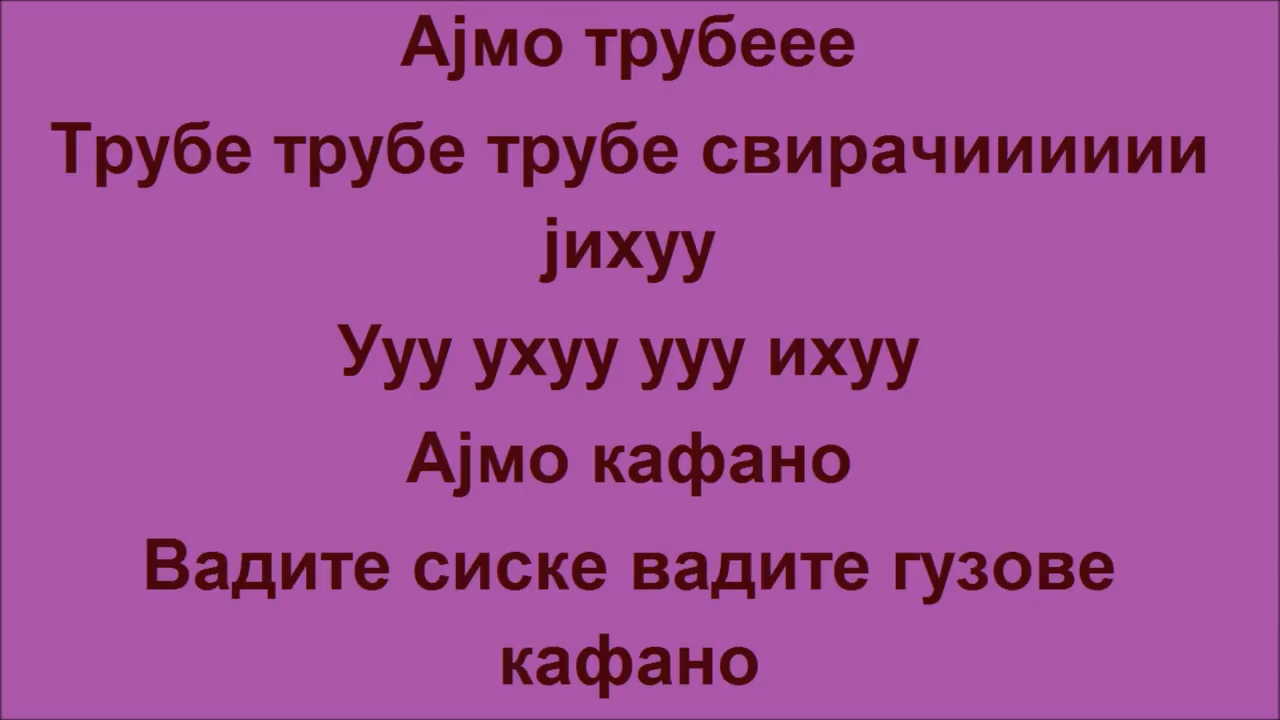 Ајмо трубеее
Трубе трубе трубе свирачииииии
јихуу
Ууу ухуу ууу ихуу
Ајмо кафано
Вадите сиске вадите гузове
кафано